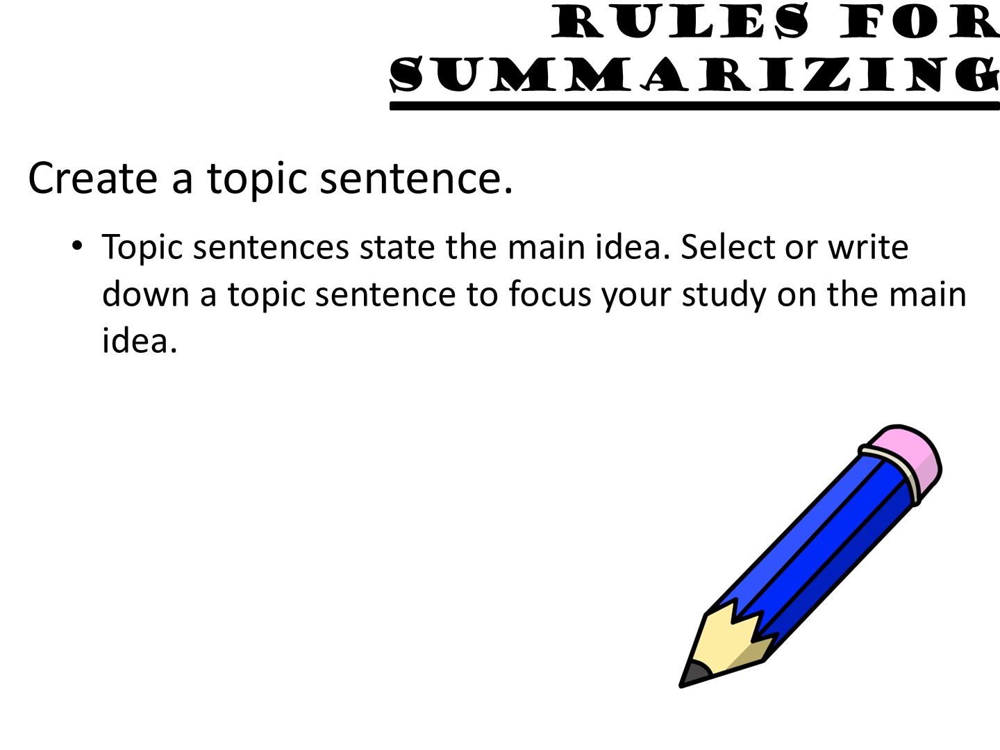 RULES FOR
SUMMARIZING
Create a topic sentence.
• Topic sentences state the main idea. Select or write
down a topic sentence to focus your study on the main
idea.